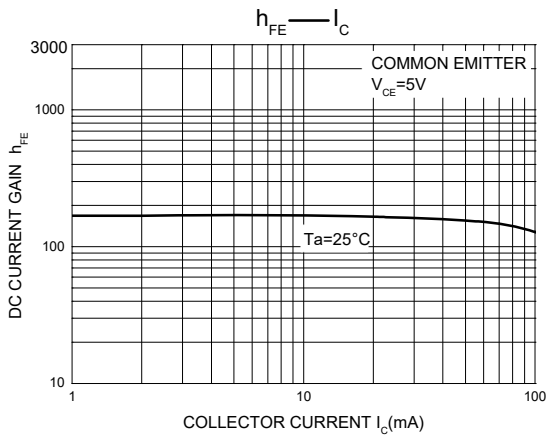 hFE — IC
3000
COMMON EMITTER
VCE=5V
1000
DC CURRENT GAIN hFE
Ta=25°C
100
10
1
10
100
COLLECTOR CURRENT IC(mA)